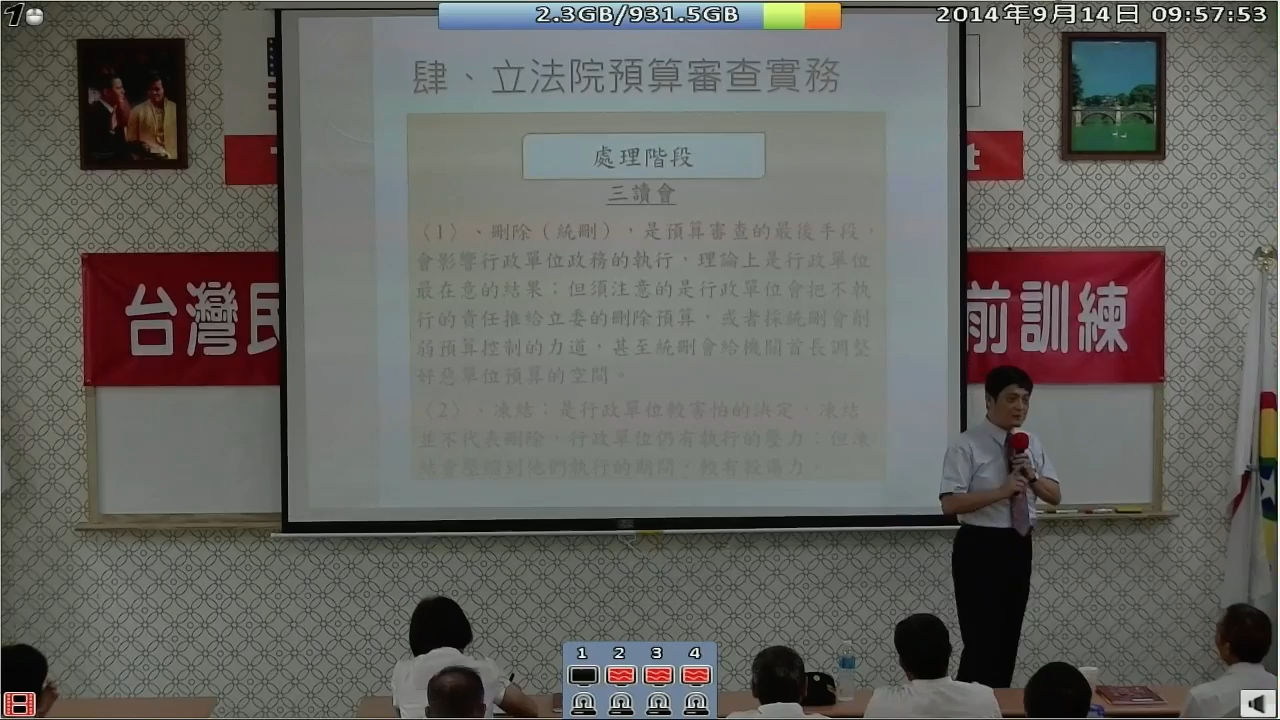 1
2.3GB/931.5GB
2014年9月14日 09:57:53
肆、立法院預算審查實務
處理階段
三讀會
（1）、刪除（統刪），是預算審查的最後手段，
會影響行政單位政務的執行，理論上是行政單位
最在意的結果；但須注意的是行政單位會把不執
行的責任推給立委的刪除預算，或者採統刪會削
弱預算控制的力道，甚至統刪會給機關首長調整
好惡單位預算的空間。
（2）、凍結：是行政單位較害怕的決定，凍結
並不代表刪除，行政單位仍有執行的壓力；但凍
結會壓縮到他們執行的期間，較有殺傷力。
台灣民
前訓練
t
1 2 3 4